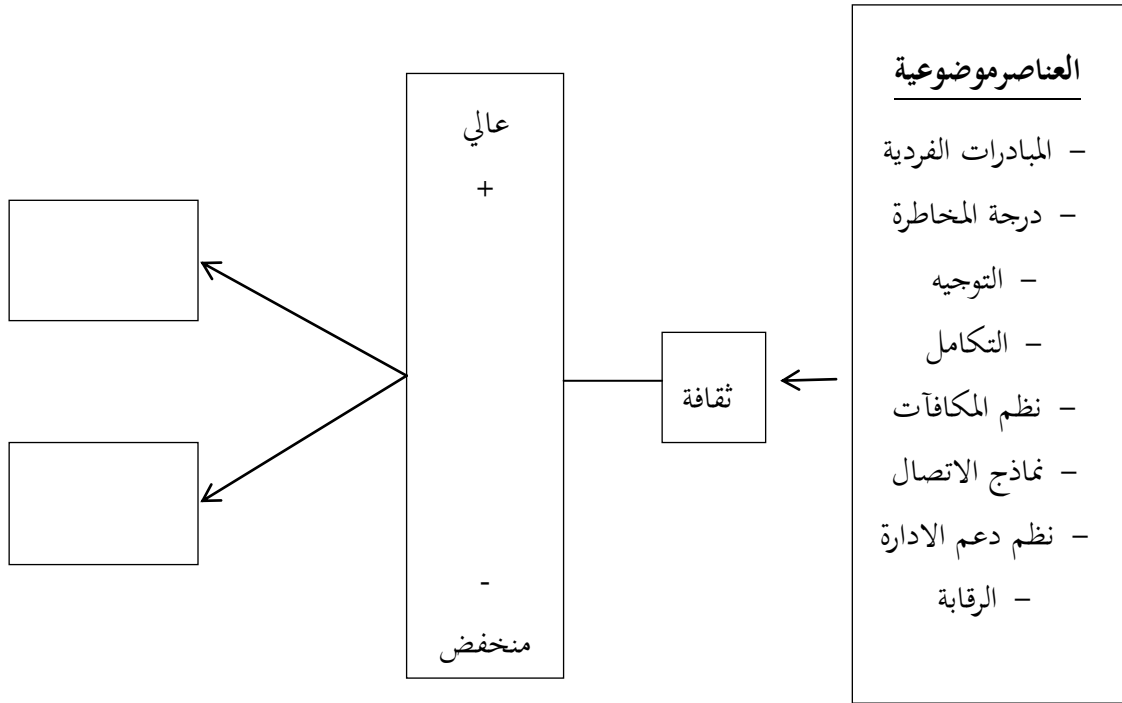 العناصرموضوعية
– المبادرات الفردية
– درجة المخاطرة
– التوجيه
– التكامل
– نظم المكافآت
– نماذج الاتصال
– نظم دعم الادارة
– الرقابة
ثقافة
عالي
+
-
منخفض